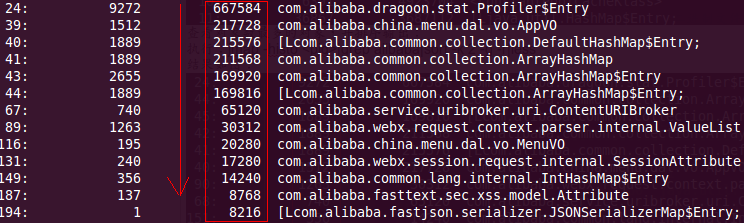 24: 9272 667584 com.alibaba.dragoon.stat.Profiler$Entry
39: 1512 217728 com.alibaba.china.menu.dal.vo.AppVO
40: 1889 215576 [Lcom.alibaba.common.collection.DefaultHashMap$Entry;
41: 1889 211568 com.alibaba.common.collection.ArrayHashMap
43: 2655 169920 com.alibaba.common.collection.ArrayHashMap$Entry
44: 1889 169816 [Lcom.alibaba.common.collection.ArrayHashMap$Entry;
67: 740 65120 com.alibaba.service.uribroker.uri.ContentURIBroker
89: 1263 30312 com.alibaba.webx.request.context.parser.internal.ValueList
116: 195 20280 com.alibaba.china.menu.dal.vo.MenuVO
131: 240 17280 com.alibaba.webx.session.request.internal.SessionAttribute
149: 356 14240 com.alibaba.common.lang.internal.IntHashMap$Entry
187: 137 8768 com.alibaba.fasttext.sec.xss.model.Attribute
194: 1 8216 [Lcom.alibaba.fastjson.serializer.JSONSerializerMap$Entry;